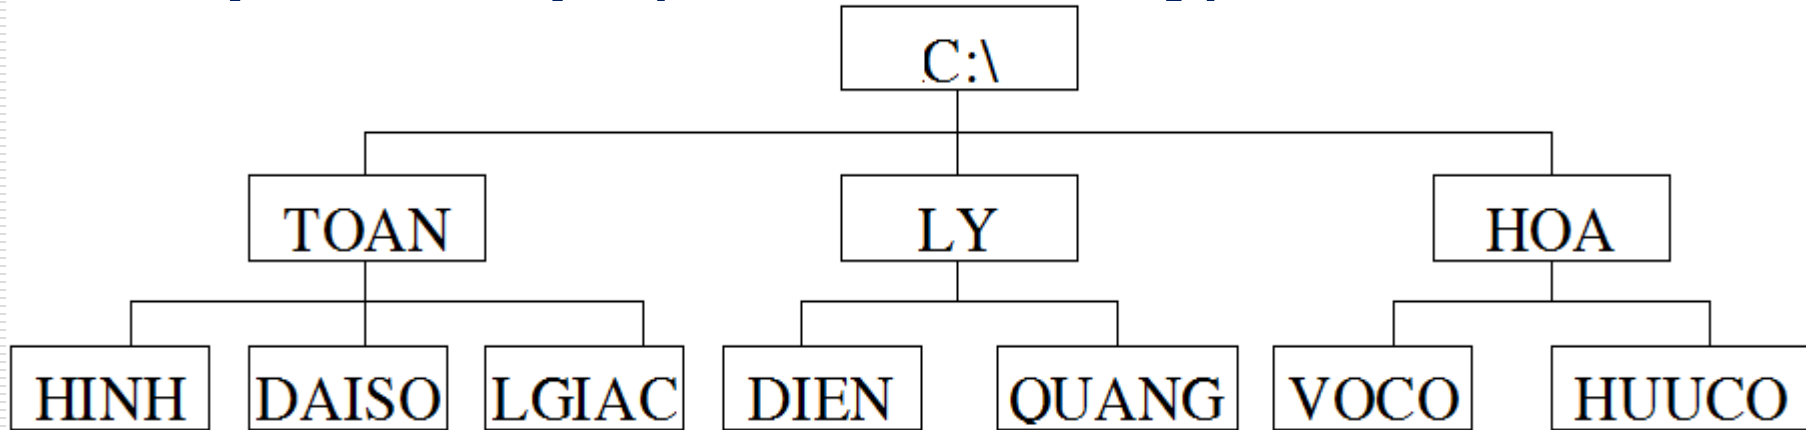 C:\
TOAN LY HOA
HINH DAISO LGIAC DIEN QUANG VOCO HUUCO